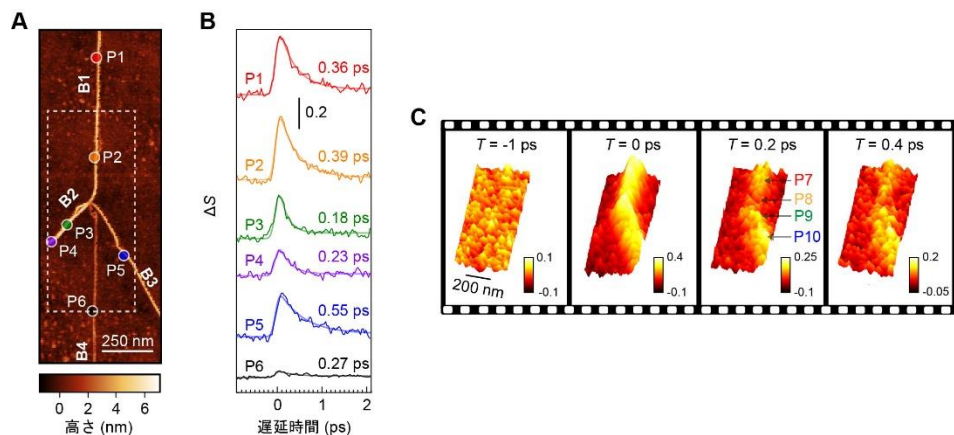 A
P1
B1
P2
B2
P3
P4
P5
B3
P6
B4
250 nm
0 2 4 6
高さ (nm)
B
P1 0.36 ps
0.2
P2 0.39 ps
P3 0.18 ps
P4 0.23 ps
P5 0.55 ps
P6 0.27 ps
ΔS
0 1 2
遅延時間 (ps)
C
T = -1 ps
T = 0 ps
T = 0.2 ps
T = 0.4 ps
P7
P8
P9
P10
200 nm
0.1
-0.1
0.4
-0.1
0.25
-0.1
0.2
-0.05